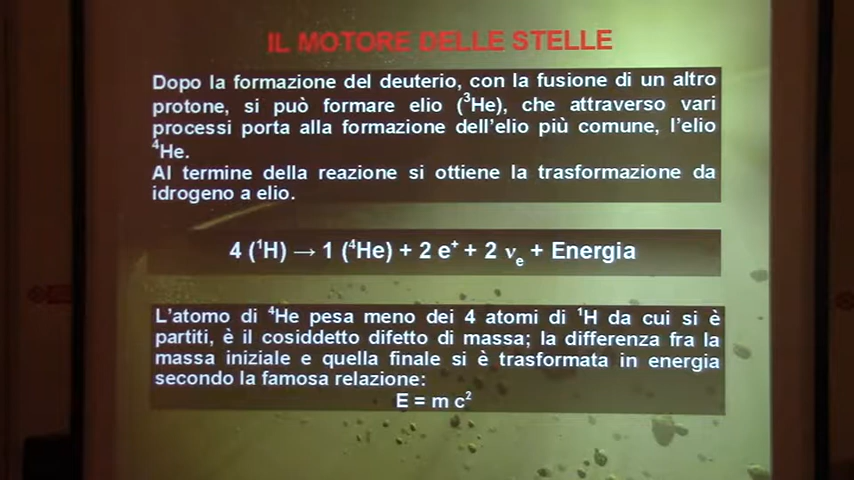 IL MOTORE DELLE STELLE
Dopo la formazione del deuterio, con la fusione di un altro
protone, si può formare elio (³He), che attraverso vari
processi porta alla formazione dell'elio più comune, l'elio
⁴He.
Al termine della reazione si ottiene la trasformazione da
idrogeno a elio.
4 (¹H) → 1 (⁴He) + 2 e⁺ + 2 νₑ + Energia
L'atomo di ⁴He pesa meno dei 4 atomi di ¹H da cui si è
partiti, è il cosiddetto difetto di massa; la differenza fra la
massa iniziale e quella finale si è trasformata in energia
secondo la famosa relazione:
E = m c²